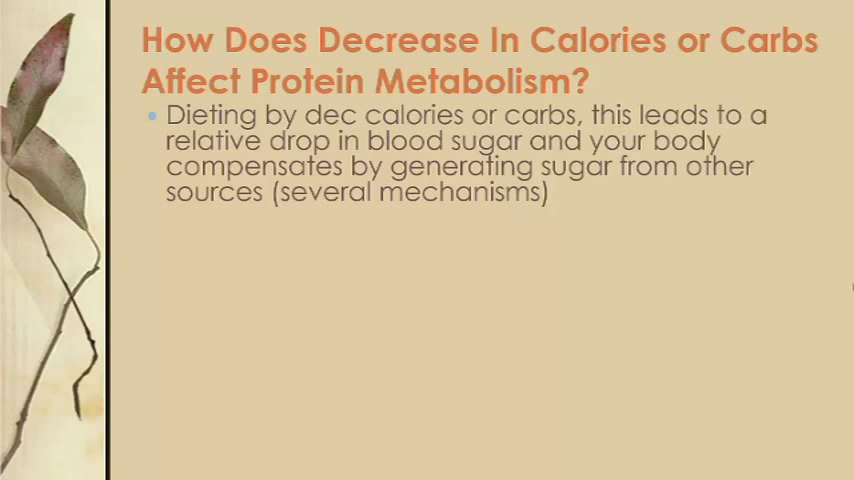 How Does Decrease In Calories or Carbs
Affect Protein Metabolism?
• Dieting by dec calories or carbs, this leads to a
relative drop in blood sugar and your body
compensates by generating sugar from other
sources (several mechanisms)